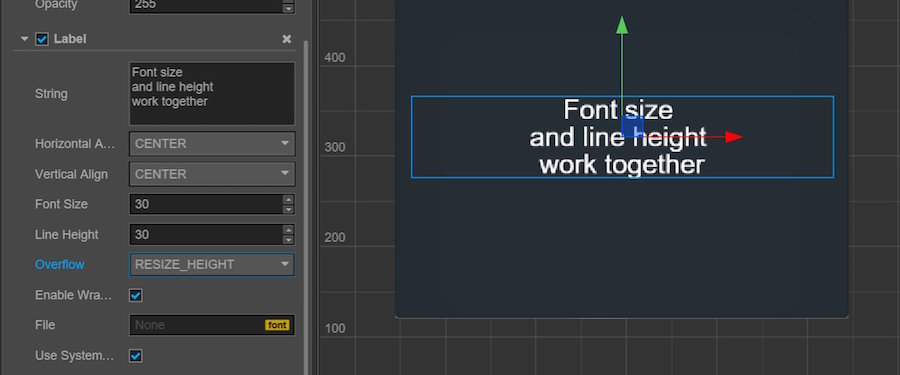 Opacity
255
Label
String
Font size
and line height
work together
Horizontal A...
CENTER
Vertical Align
CENTER
Font Size
30
Line Height
30
Overflow
RESIZE_HEIGHT
Enable Wra...
File
None
font
Use System...
400
300
200
100
Font size
and line height
work together